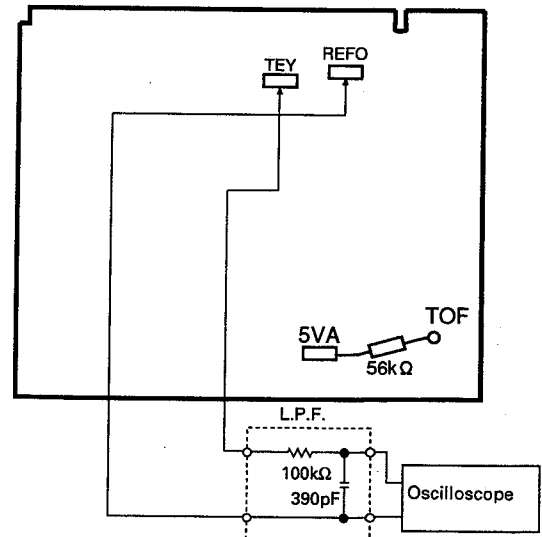 REFO
TEY
TOF
5VA
56kΩ
L.P.F.
100kΩ
390pF
Oscilloscope